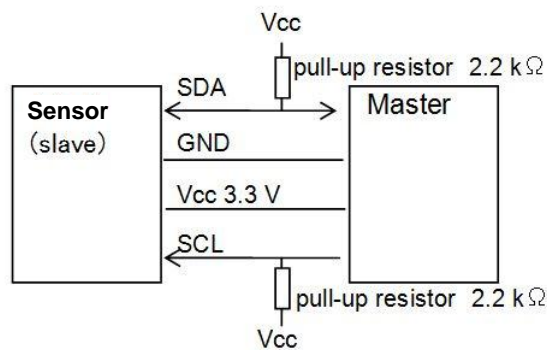 Vcc
pull-up resistor 2.2 kΩ
SDA
Sensor
(slave)
Master
GND
Vcc 3.3 V
SCL
pull-up resistor 2.2 kΩ
Vcc